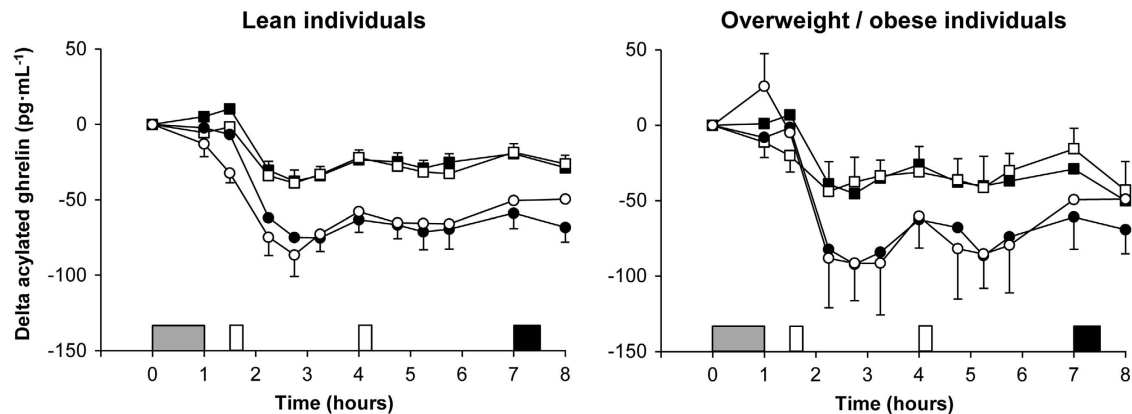 Lean individuals
Overweight / obese individuals
Delta acylated ghrelin (pg·mL⁻¹)
50
0
-50
-100
-150
0 1 2 3 4 5 6 7 8
Time (hours)
50
0
-50
-100
-150
0 1 2 3 4 5 6 7 8
Time (hours)